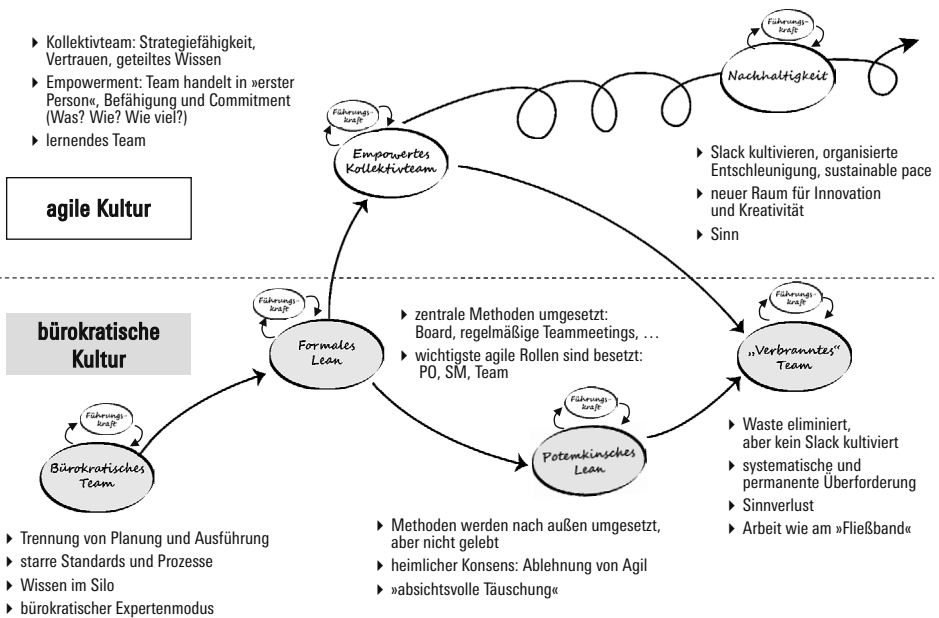 ▸ Kollektivteam: Strategiefähigkeit,
Vertrauen, geteiltes Wissen
▸ Empowerment: Team handelt in »erster
Person«, Befähigung und Commitment
(Was? Wie? Wie viel?)
▸ lernendes Team
agile Kultur
Führungs-
kraft
Nachhaltigkeit
▸ Slack kultivieren, organisierte
Entschleunigung, sustainable pace
▸ neuer Raum für Innovation
und Kreativität
▸ Sinn
Führungs-
kraft
Empowertes
Kollektivteam
bürokratische
Kultur
Führungs-
kraft
Formales
Lean
▸ zentrale Methoden umgesetzt:
Board, regelmäßige Teammeetings, …
▸ wichtigste agile Rollen sind besetzt:
PO, SM, Team
Führungs-
kraft
„Verbranntes“
Team
▸ Waste eliminiert,
aber kein Slack kultiviert
▸ systematische und
permanente Überforderung
▸ Sinnverlust
▸ Arbeit wie am »Fließband«
Führungs-
kraft
Bürokratisches
Team
▸ Trennung von Planung und Ausführung
▸ starre Standards und Prozesse
▸ Wissen im Silo
▸ bürokratischer Expertenmodus
Führungs-
kraft
Potemkinsches
Lean
▸ Methoden werden nach außen umgesetzt,
aber nicht gelebt
▸ heimlicher Konsens: Ablehnung von Agil
▸ »absichtsvolle Täuschung«